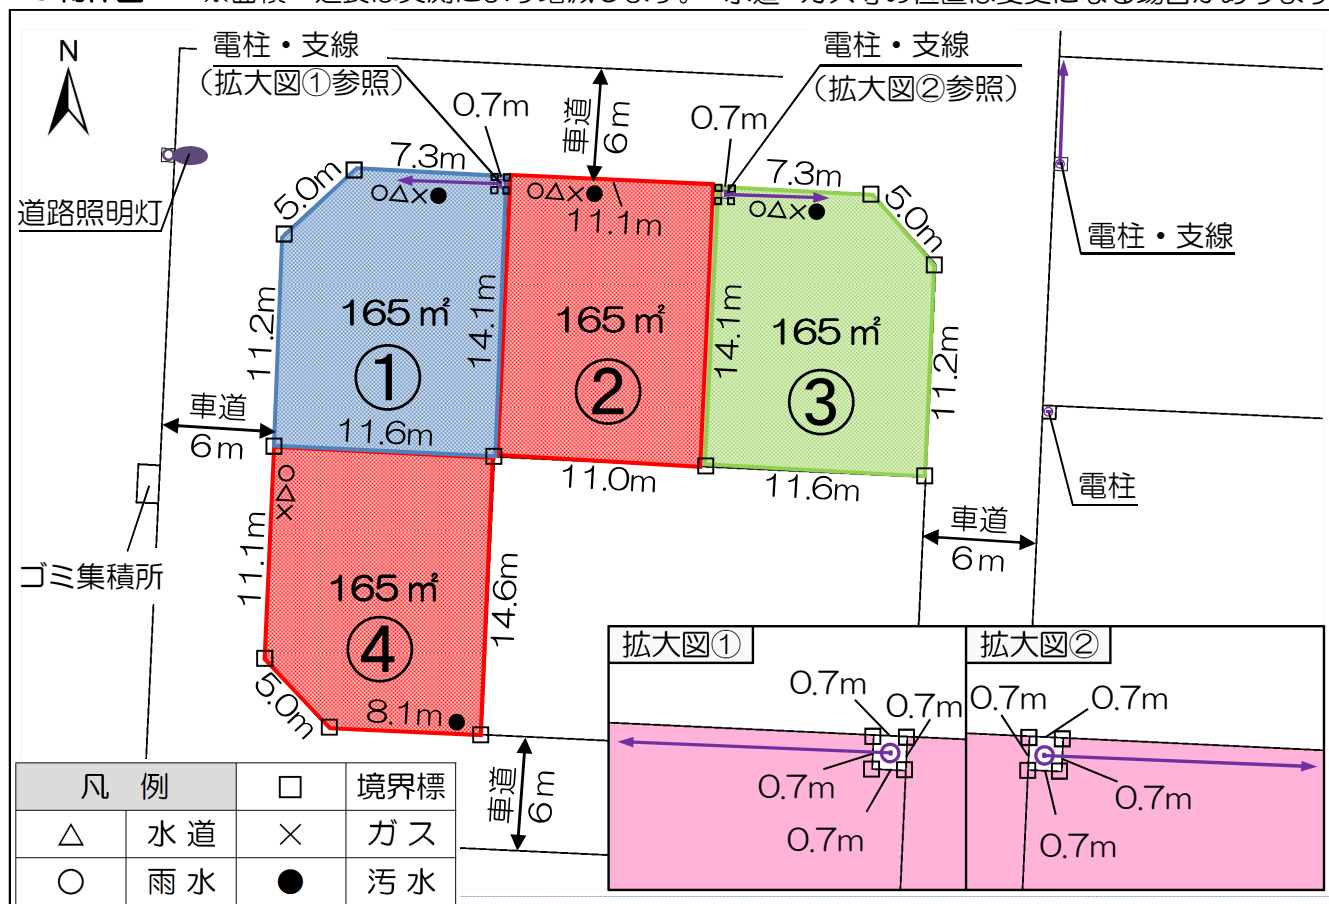 N
電柱・支線
(拡大図①参照)
0.7m
車道
6m
電柱・支線
(拡大図②参照)
0.7m
7.3m
5.0m
○△×●
○△×●
11.1m
7.3m
○△×●
5.0m
道路照明灯
電柱・支線
165㎡
①
11.2m
14.1m
11.6m
165㎡
②
11.0m
14.1m
165㎡
③
11.2m
11.6m
車道
6m
○△×
ゴミ集積所
11.1m
165㎡
④
14.6m
5.0m
8.1m●
電柱
車道
6m
車道
6m
拡大図①
0.7m
0.7m
0.7m
0.7m
拡大図②
0.7m
0.7m
0.7m
0.7m
凡 例 □ 境界標
△ 水道 × ガス
○ 雨水 ● 汚水